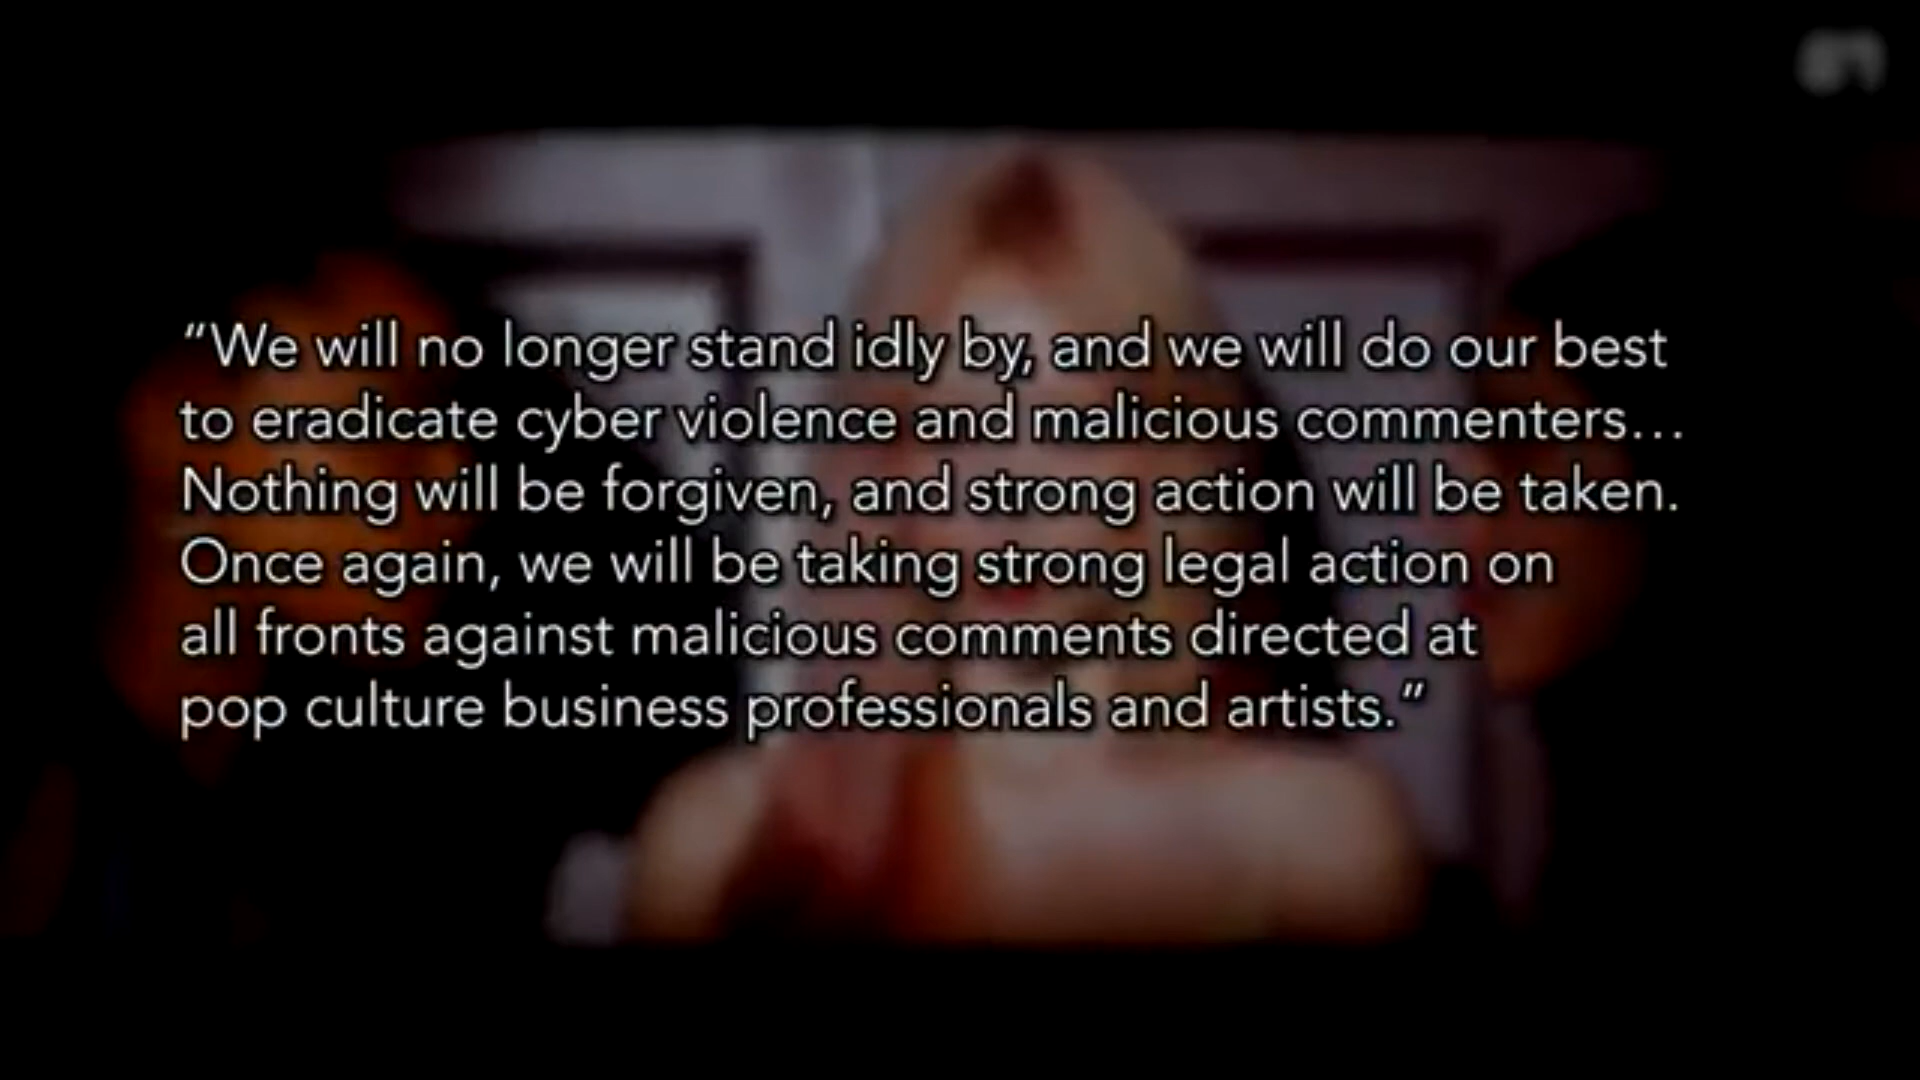 “We will no longer stand idly by, and we will do our best
to eradicate cyber violence and malicious commenters…
Nothing will be forgiven, and strong action will be taken.
Once again, we will be taking strong legal action on
all fronts against malicious comments directed at
pop culture business professionals and artists.”